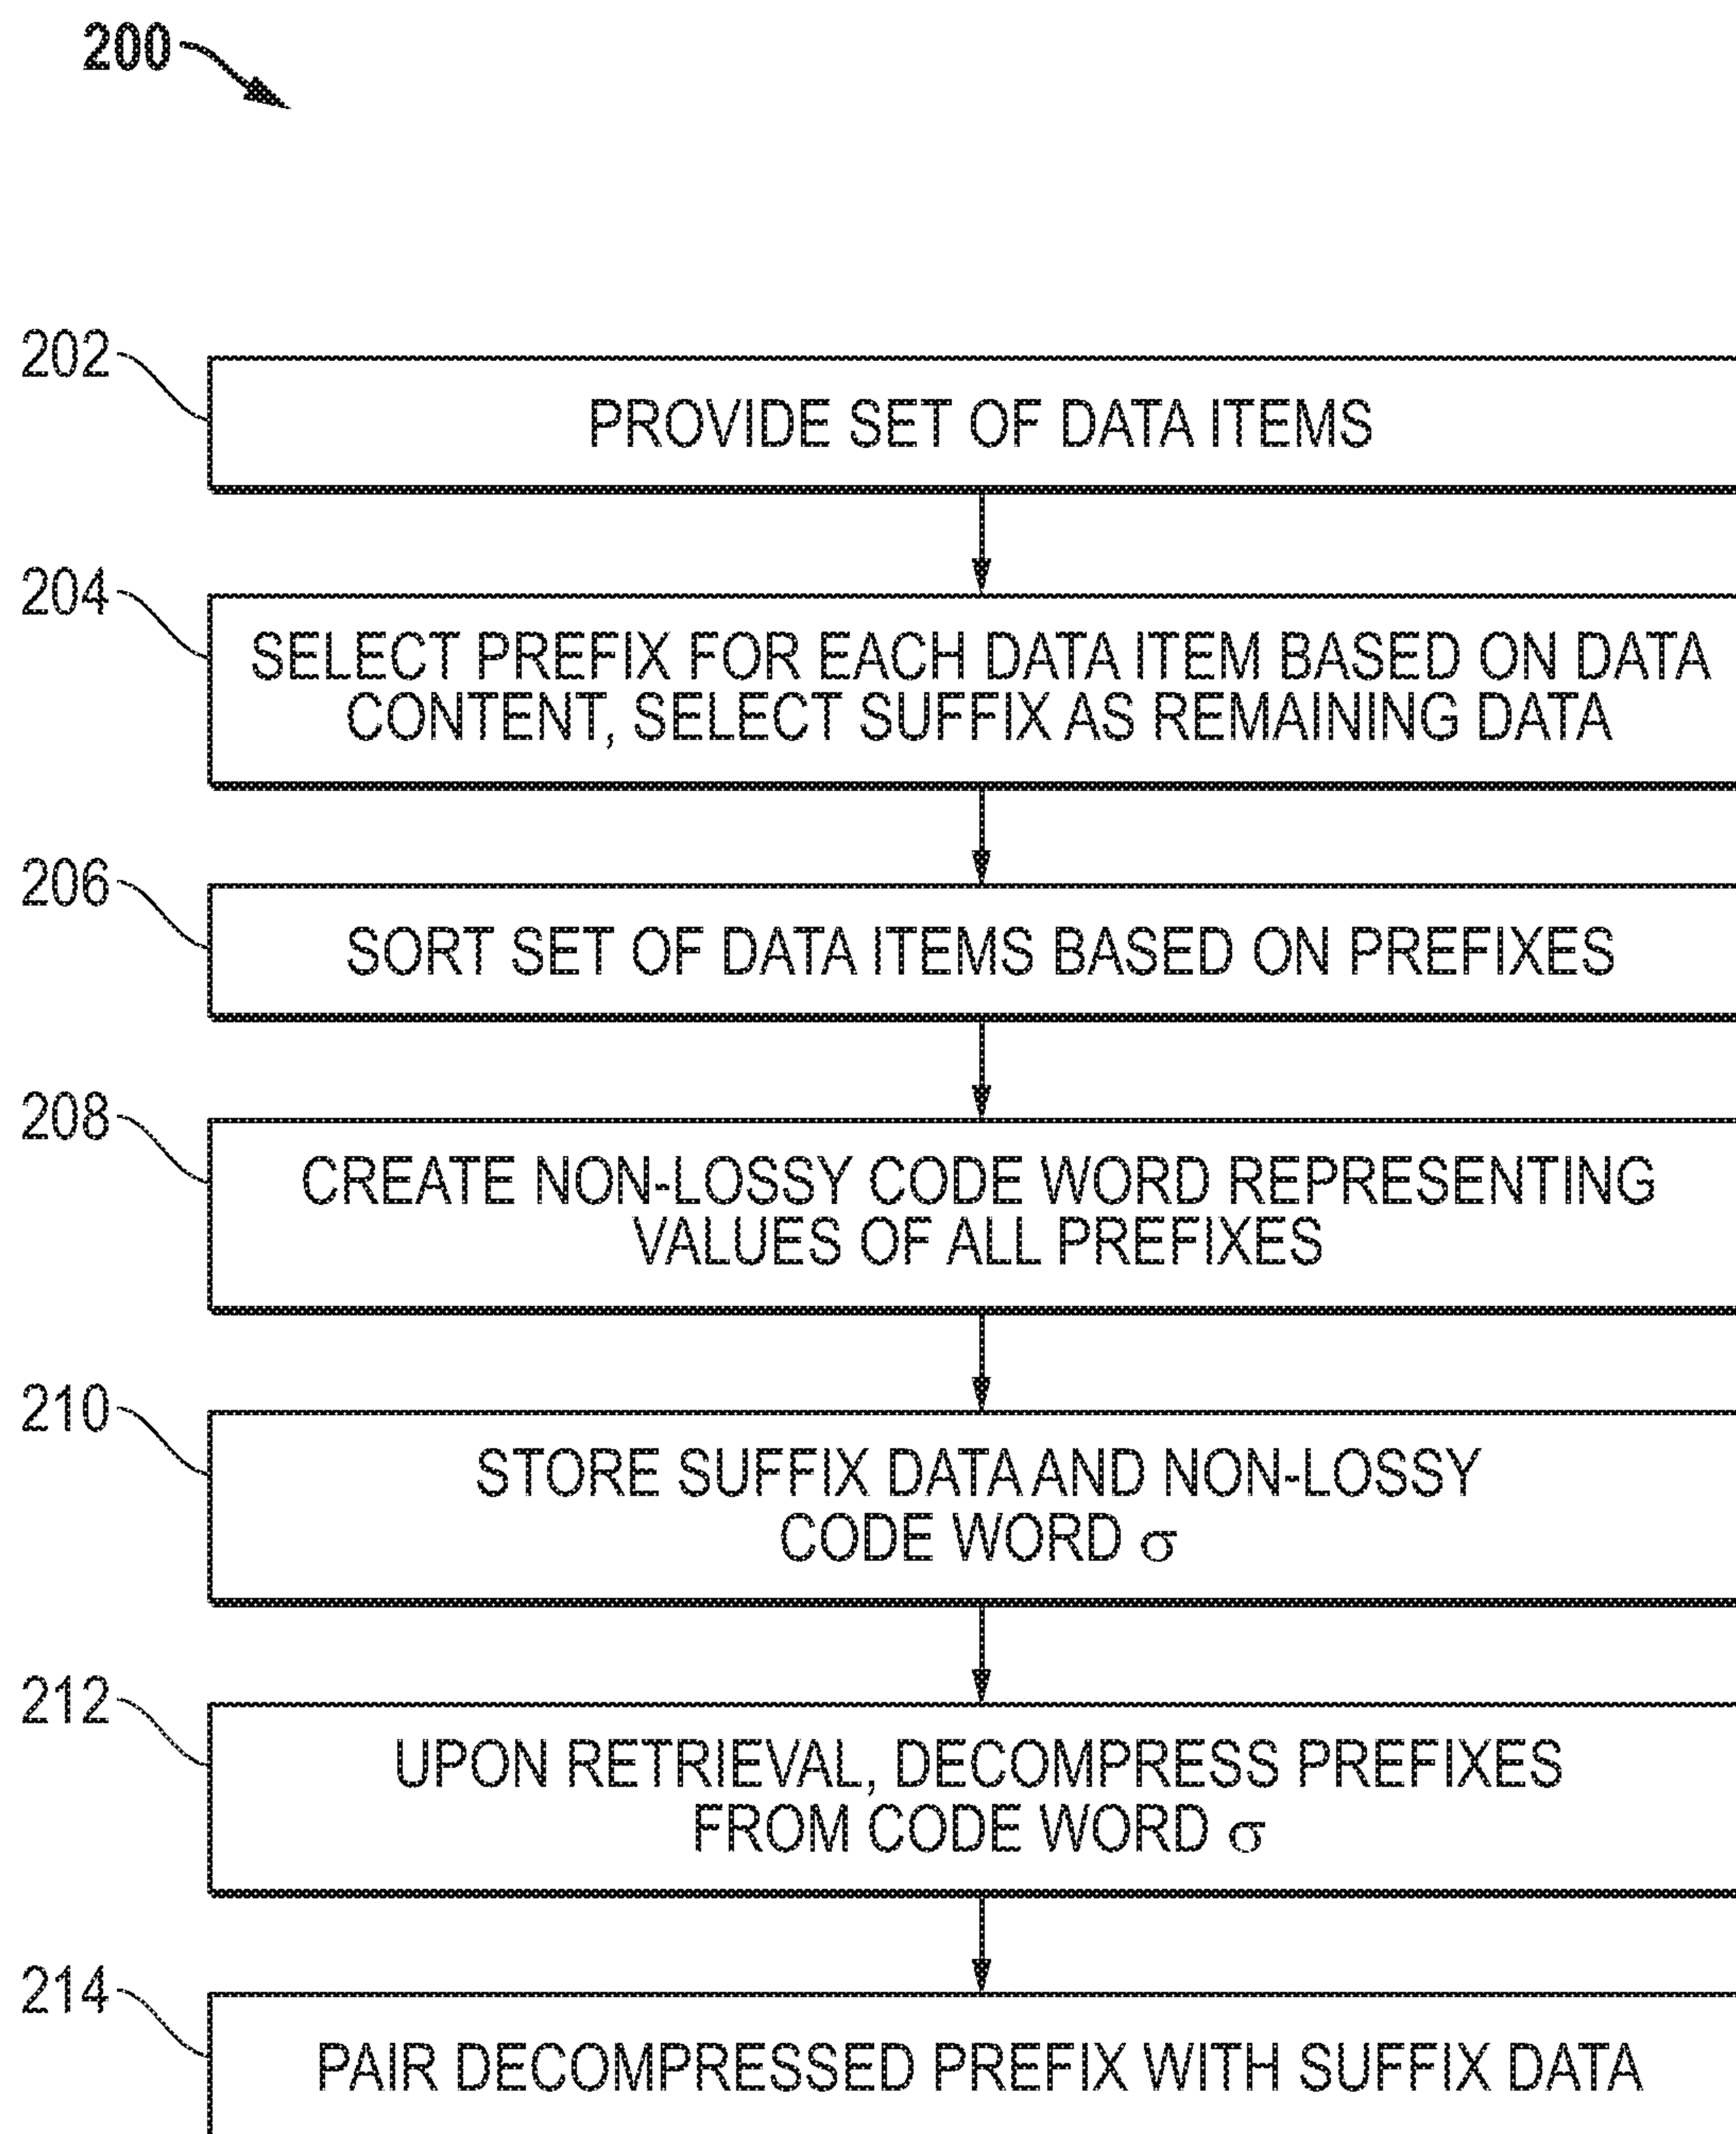 200
202
PROVIDE SET OF DATA ITEMS
204
SELECT PREFIX FOR EACH DATA ITEM BASED ON DATA
CONTENT, SELECT SUFFIX AS REMAINING DATA
206
SORT SET OF DATA ITEMS BASED ON PREFIXES
208
CREATE NON-LOSSY CODE WORD REPRESENTING
VALUES OF ALL PREFIXES
210
STORE SUFFIX DATA AND NON-LOSSY
CODE WORD σ
212
UPON RETRIEVAL, DECOMPRESS PREFIXES
FROM CODE WORD σ
214
PAIR DECOMPRESSED PREFIX WITH SUFFIX DATA